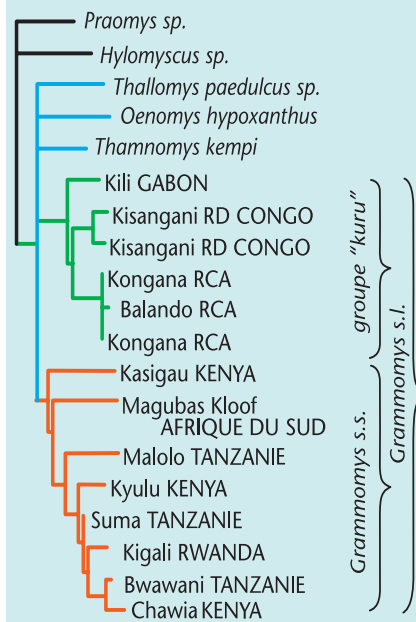 Praomys sp.
Hylomyscus sp.
Thallomys paedulcus sp.
Oenomys hypoxanthus
Thamnomys kempi
Kili GABON
Kisangani RD CONGO
Kisangani RD CONGO
Kongana RCA
Balando RCA
Kongana RCA
Kasigau KENYA
Magubas Kloof
AFRIQUE DU SUD
Malolo TANZANIE
Kyulu KENYA
Suma TANZANIE
Kigali RWANDA
Bwawani TANZANIE
Chawia KENYA
groupe "kuru"
Grammomys s.s.
Grammomys s.l.